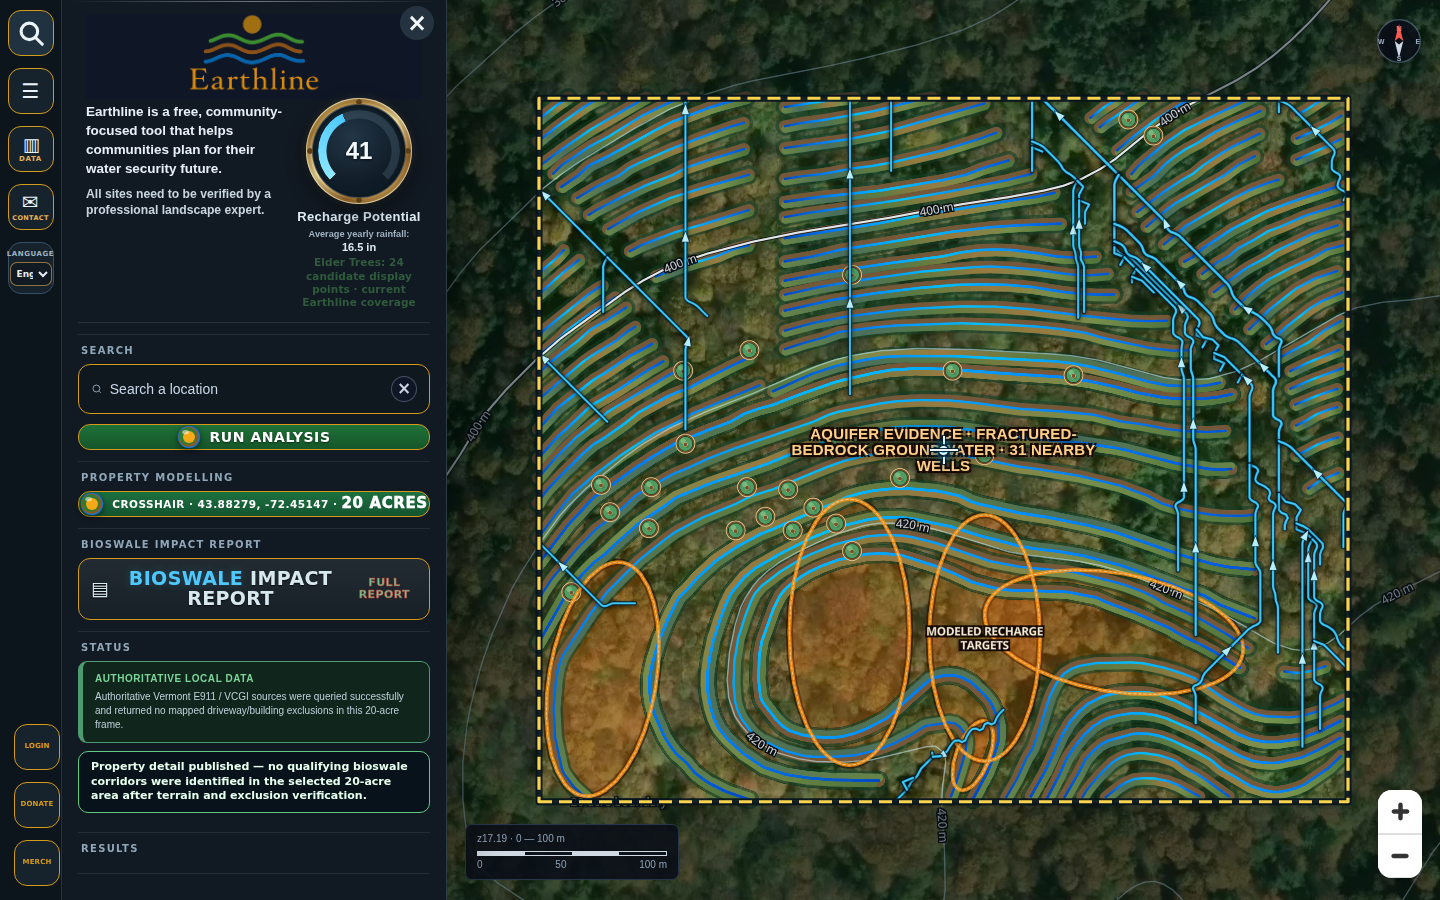 DATA
CONTACT
LANGUAGE
Eng
LOGIN
DONATE
MERCH
Earthline
Earthline is a free, community-
focused tool that helps
communities plan for their
water security future.
All sites need to be verified by a
professional landscape expert.
41
Recharge Potential
Average yearly rainfall:
16.5 in
Elder Trees: 24
candidate display
points · current
Earthline coverage
SEARCH
Search a location
RUN ANALYSIS
PROPERTY MODELLING
CROSSHAIR · 43.88279, -72.45147 · 20 ACRES
BIOSWALE IMPACT REPORT
BIOSWALE IMPACT
REPORT
FULL
REPORT
STATUS
AUTHORITATIVE LOCAL DATA
Authoritative Vermont E911 / VCGI sources were queried successfully
and returned no mapped driveway/building exclusions in this 20-acre
frame.
Property detail published — no qualifying bioswale
corridors were identified in the selected 20-acre
area after terrain and exclusion verification.
RESULTS
W
E
S
400 m
400 m
400 m
400 m
AQUIFER EVIDENCE · FRACTURED-
BEDROCK GROUNDWATER · 31 NEARBY
WELLS
420 m
420 m
420 m
MODELED RECHARGE
TARGETS
420 m
420 m
z17.19 · 0 — 100 m
0
50
100 m